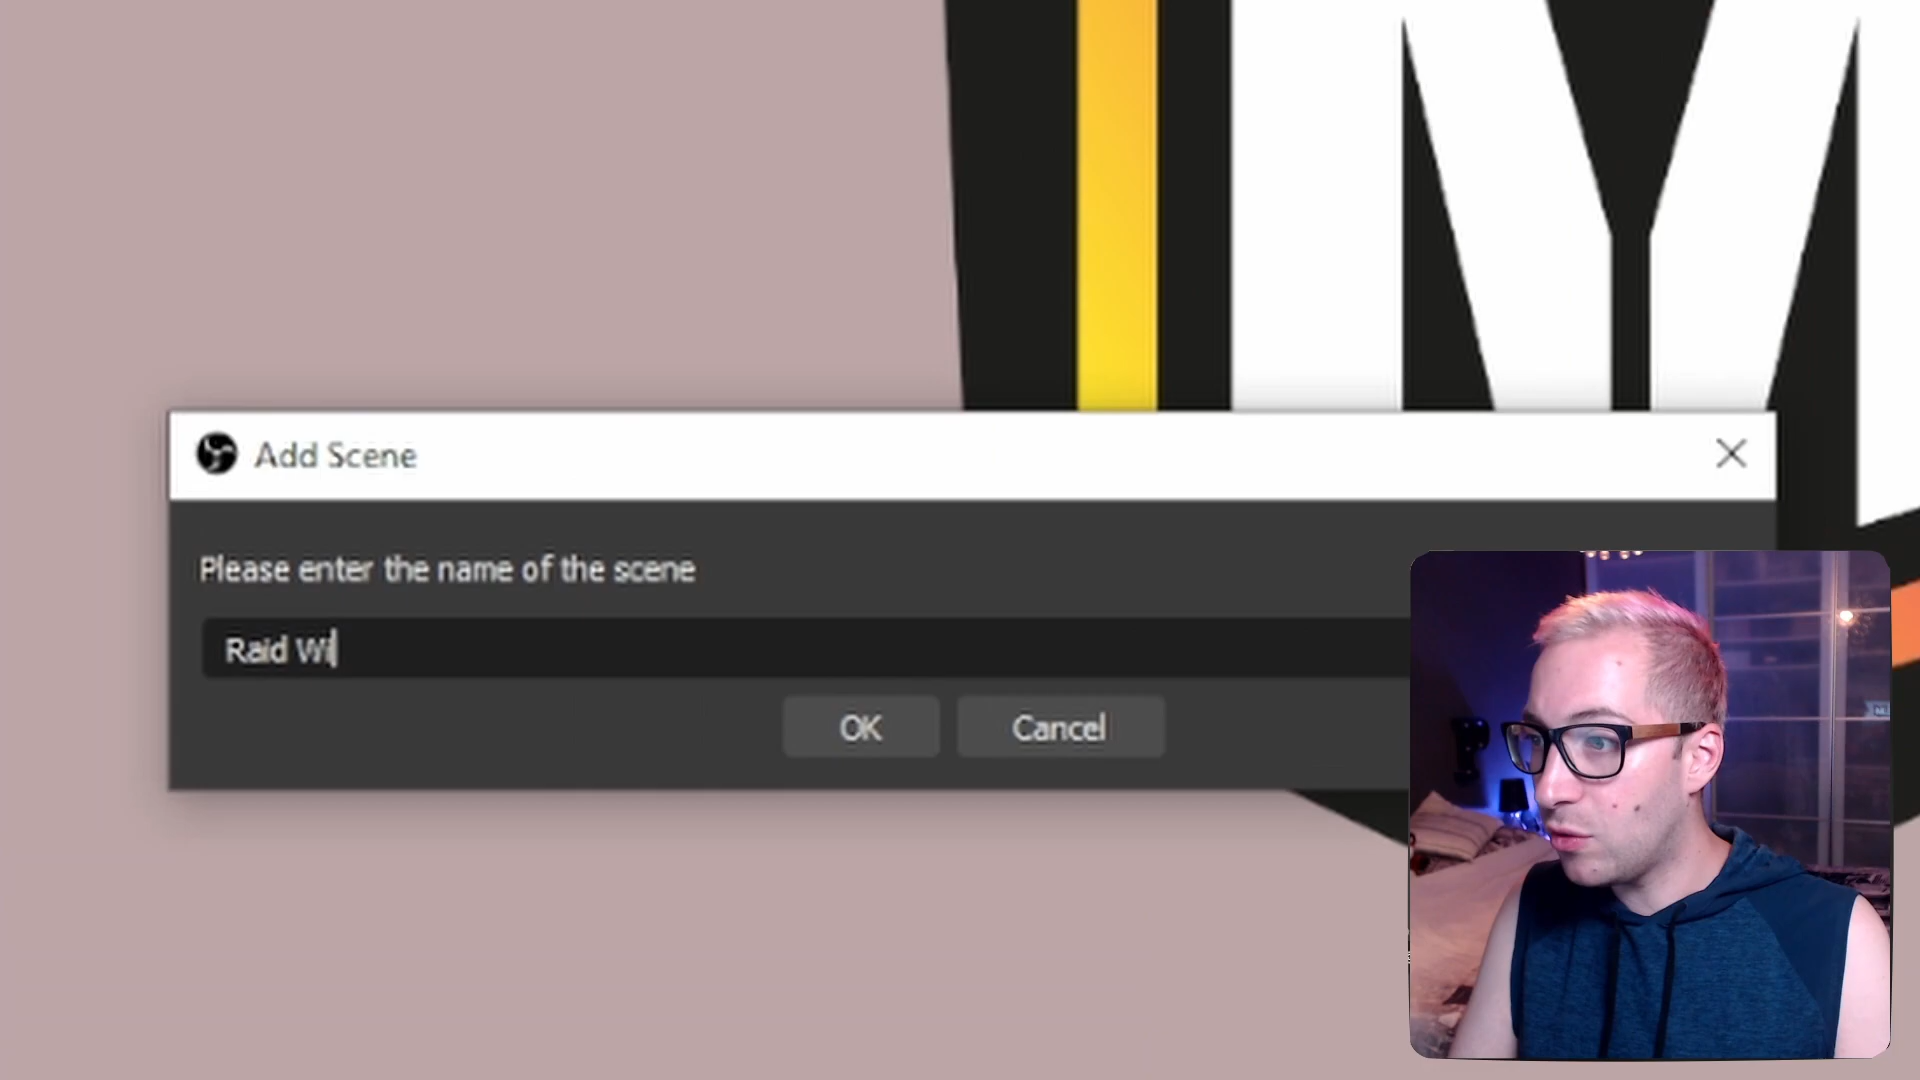 Add Scene
Please enter the name of the scene
Raid Wi
OK
Cancel